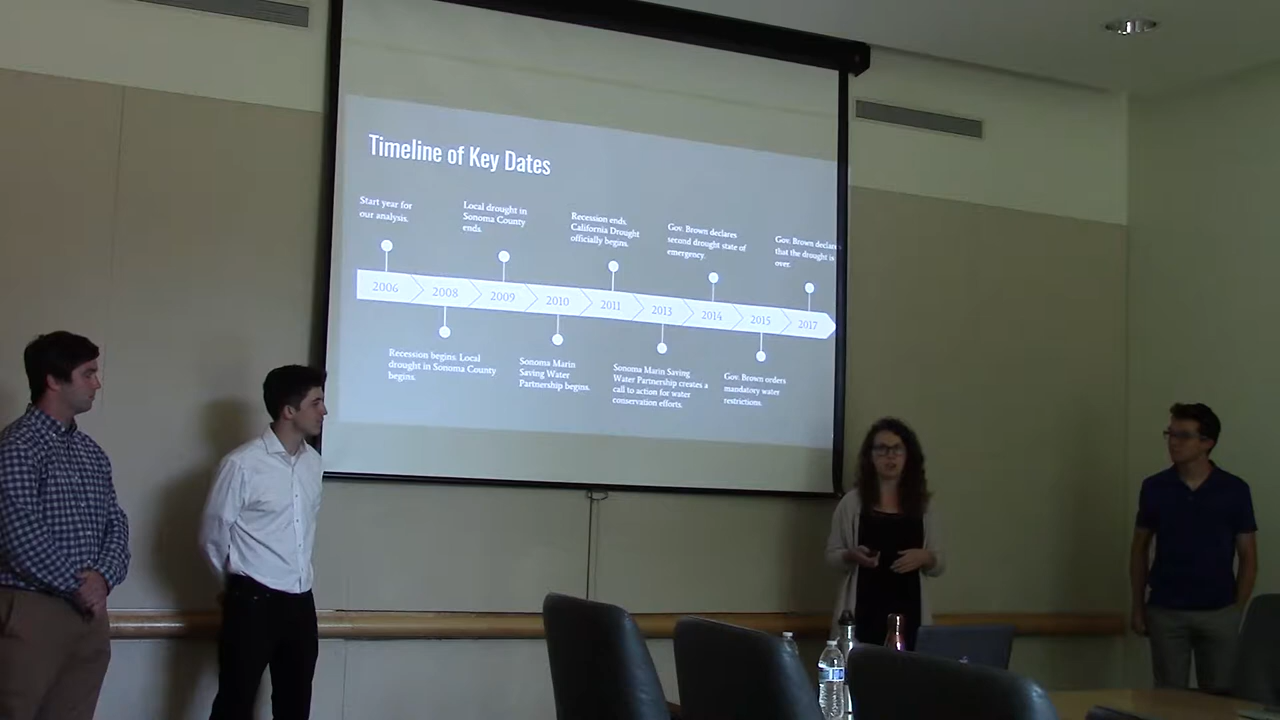 Timeline of Key Dates
Start year for
our analysis.
Local drought in
Sonoma County
ends.
Recession ends.
California Drought
officially begins.
Gov. Brown declares
second drought state of
emergency.
Gov. Brown declares
that the drought is
over.
2006
2008
2009
2010
2011
2013
2014
2015
2017
Recession begins. Local
drought in Sonoma County
begins.
Sonoma Marin
Saving Water
Partnership begins.
Sonoma Marin Saving
Water Partnership creates a
call to action for water
conservation efforts.
Gov. Brown orders
mandatory water
restrictions.